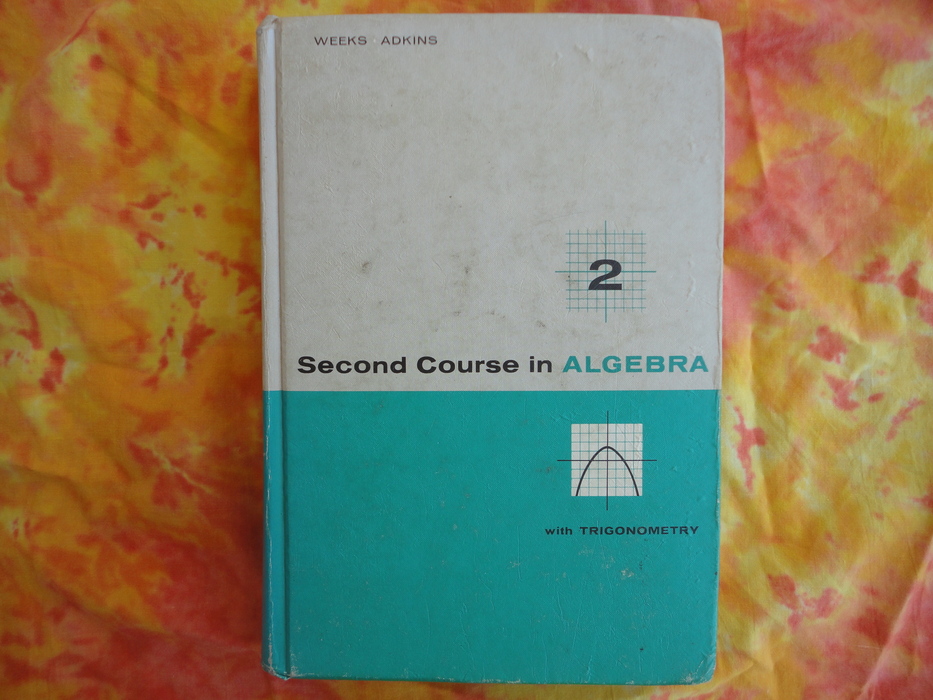 WEEKS ADKINS
2
Second Course in ALGEBRA
with TRIGONOMETRY